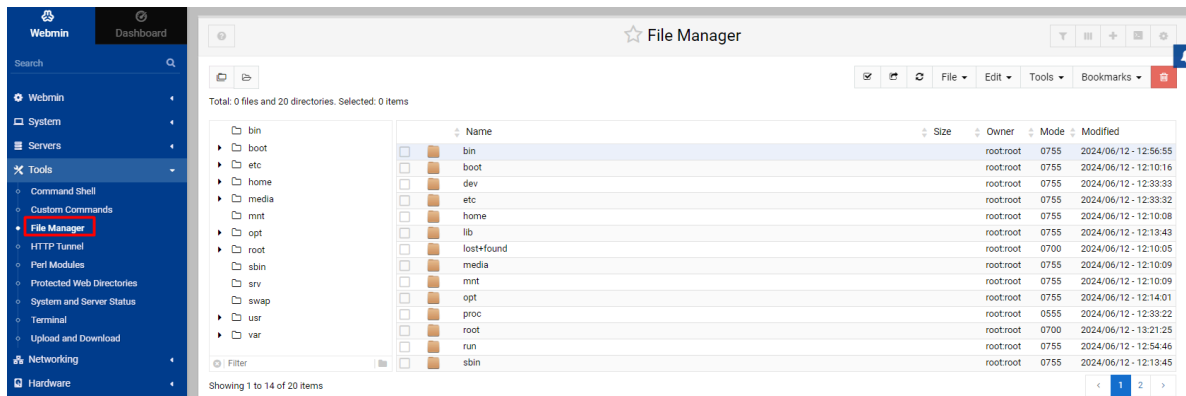 Webmin
Dashboard
Search
Webmin
System
Servers
Tools
Command Shell
Custom Commands
File Manager
HTTP Tunnel
Perl Modules
Protected Web Directories
System and Server Status
Terminal
Upload and Download
Networking
Hardware
File Manager
File Edit Tools Bookmarks
Total: 0 files and 20 directories. Selected: 0 items
bin
boot
etc
home
media
mnt
opt
root
sbin
srv
swap
usr
var
Filter
Name Size Owner Mode Modified
bin root:root 0755 2024/06/12 - 12:56:55
boot root:root 0755 2024/06/12 - 12:10:16
dev root:root 0755 2024/06/12 - 12:33:33
etc root:root 0755 2024/06/12 - 12:33:32
home root:root 0755 2024/06/12 - 12:10:08
lib root:root 0755 2024/06/12 - 12:13:43
lost+found root:root 0700 2024/06/12 - 12:10:05
media root:root 0755 2024/06/12 - 12:10:09
mnt root:root 0755 2024/06/12 - 12:10:09
opt root:root 0755 2024/06/12 - 12:14:01
proc root:root 0555 2024/06/12 - 12:33:22
root root:root 0700 2024/06/12 - 13:21:25
run root:root 0755 2024/06/12 - 12:54:46
sbin root:root 0755 2024/06/12 - 12:13:45
Showing 1 to 14 of 20 items
1 2